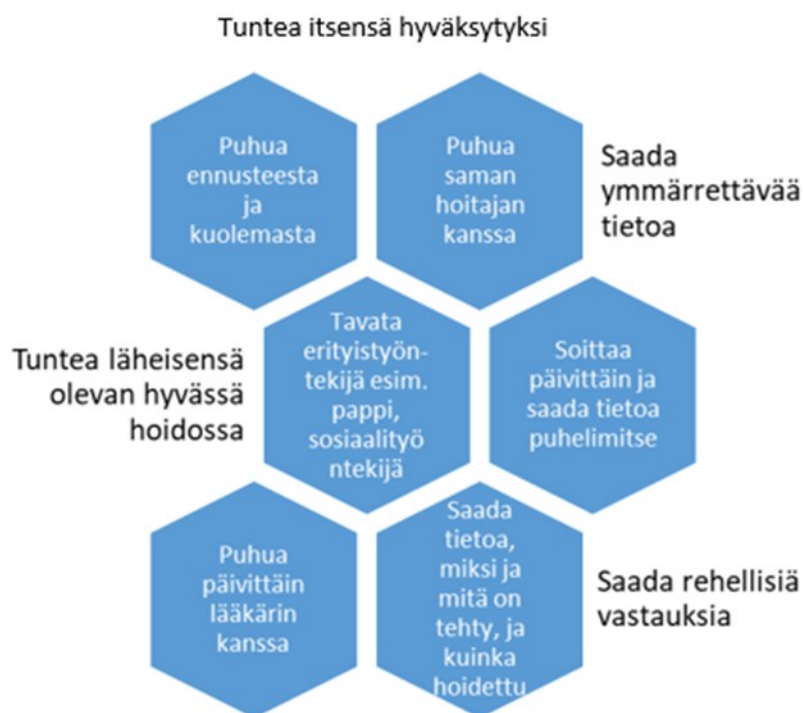 Tuntea itsensä hyväksytyksi
Puhua
ennusteesta
ja
kuolemasta
Puhua
saman
hoitajan
kanssa
Saada
ymmärrettävää
tietoa
Tuntea läheisensä
olevan hyvässä
hoidossa
Tavata
erityistyön-
tekijä esim.
pappi,
sosiaalityö
ntekijä
Soittaa
päivittäin ja
saada tietoa
puhelimitse
Puhua
päivittäin
lääkärin
kanssa
Saada
tietoa,
miksi ja
mitä on
tehty, ja
kuinka
hoidettu
Saada rehellisiä
vastauksia